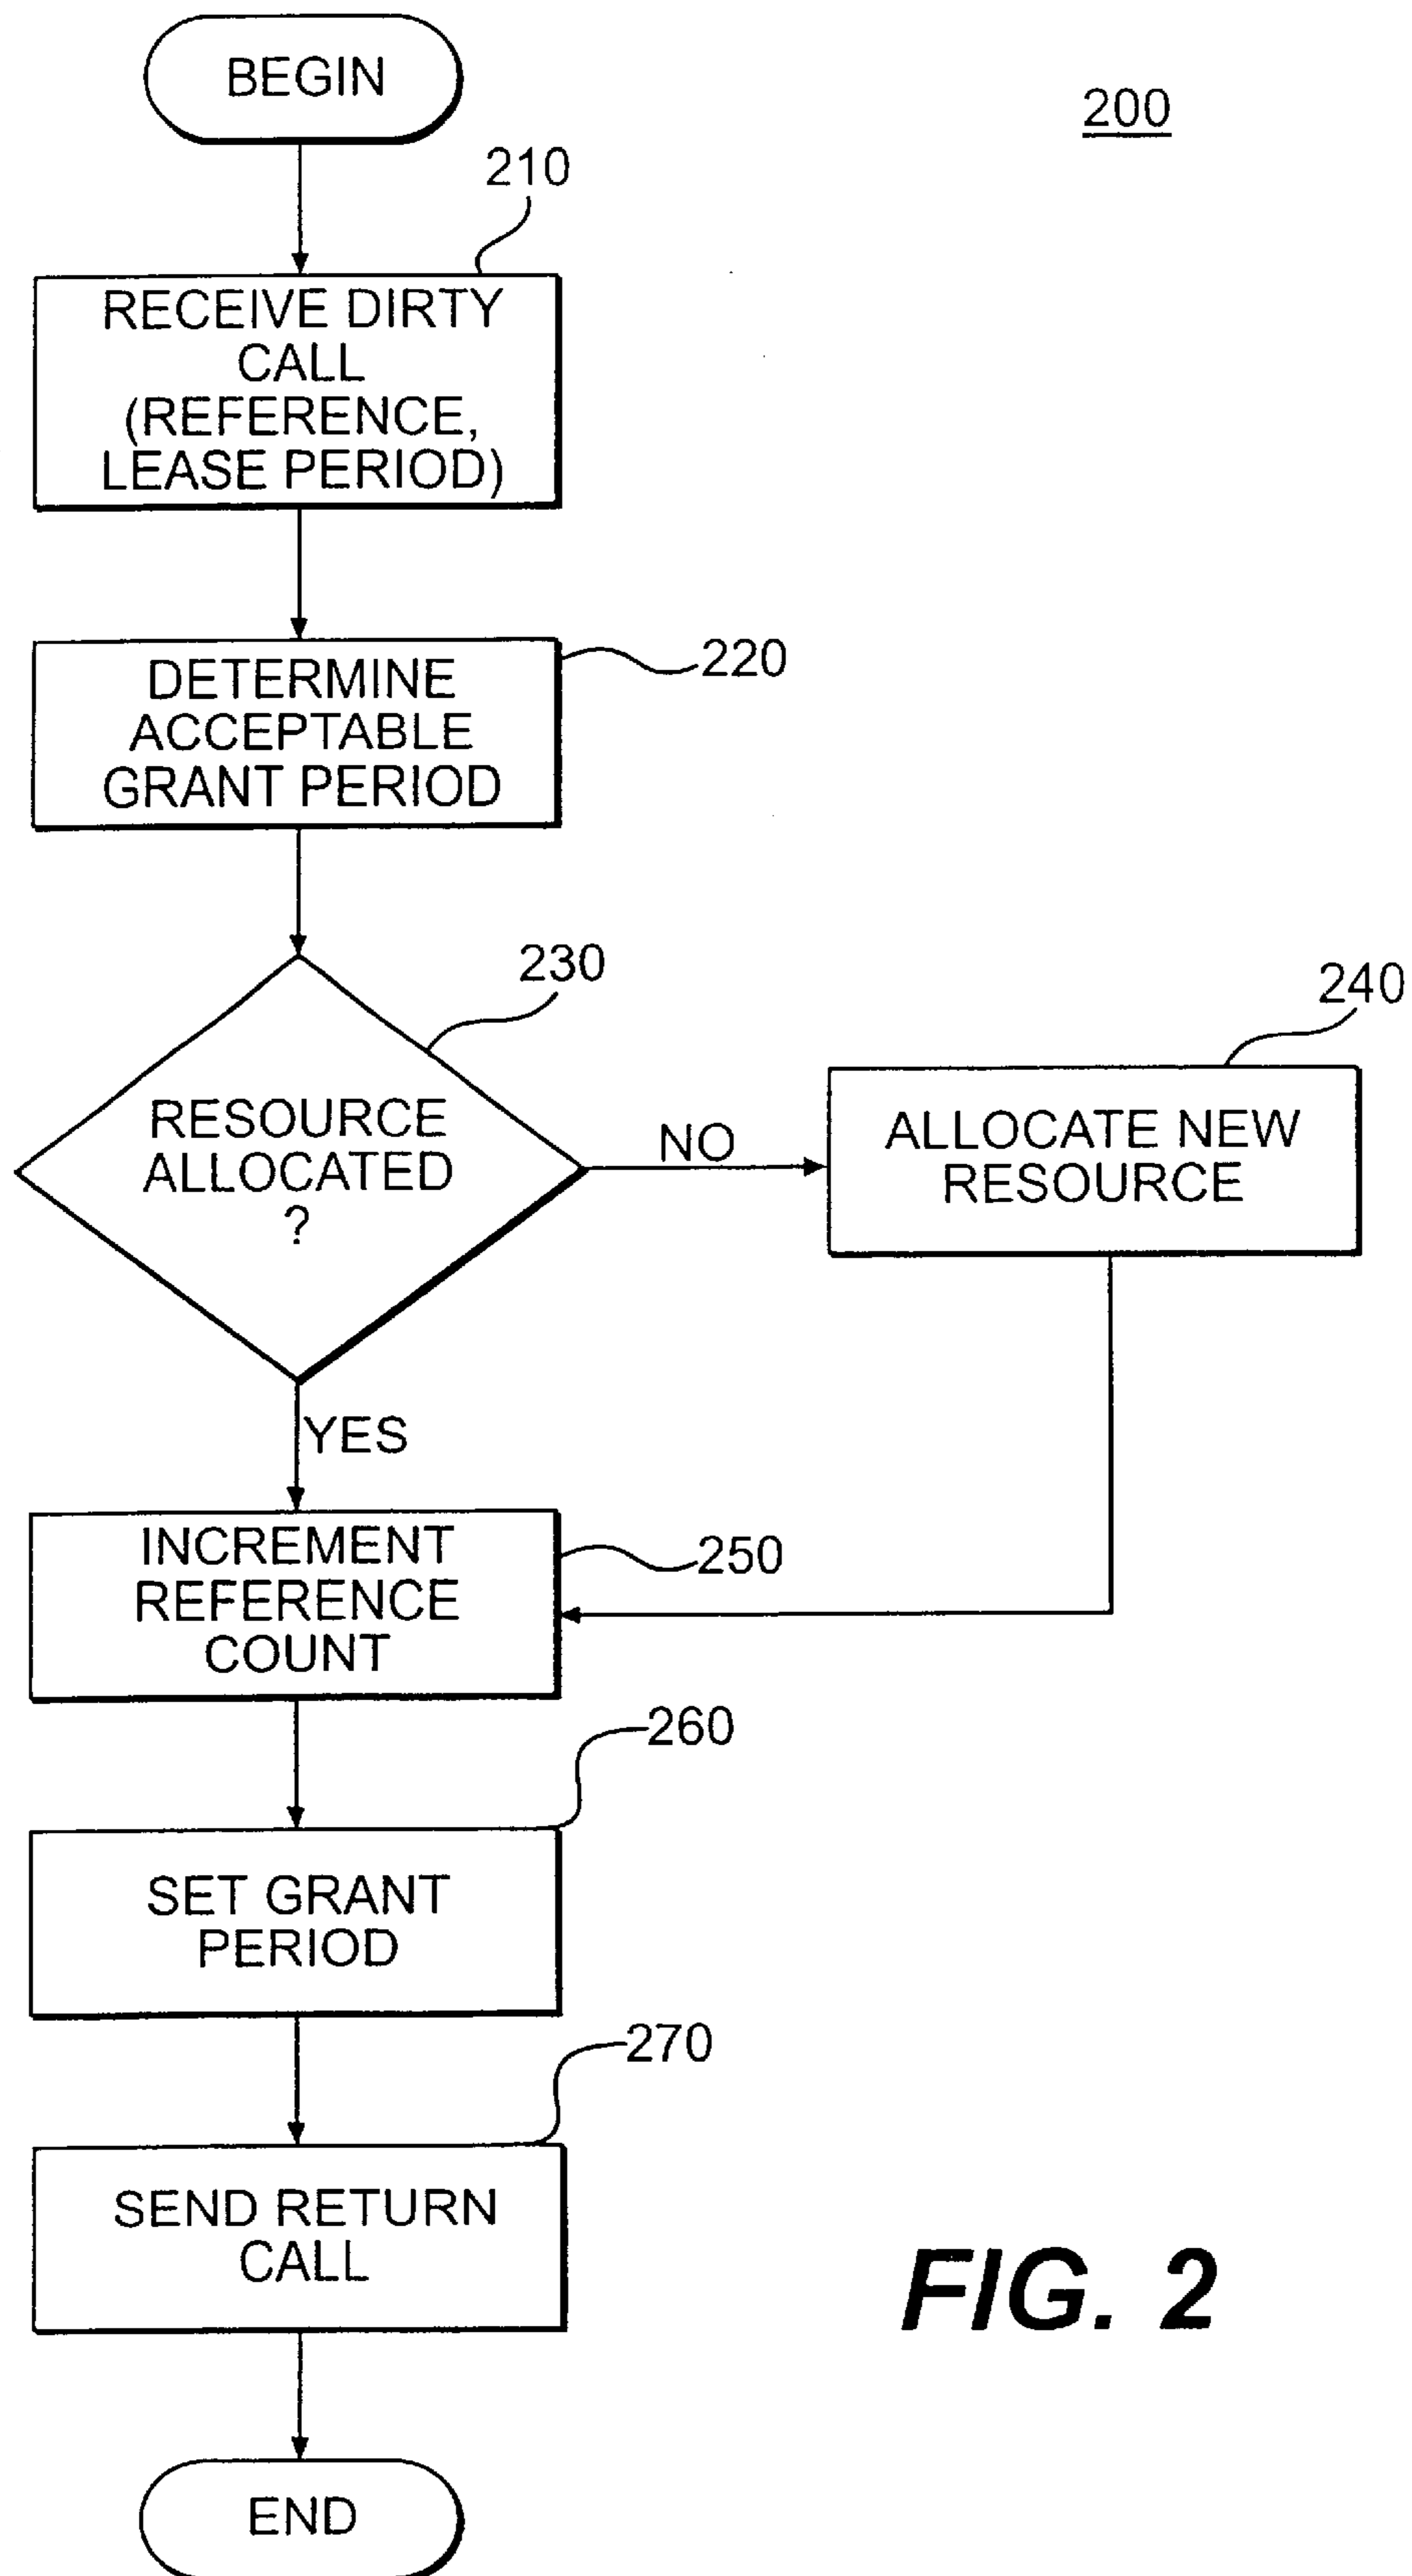 BEGIN
200
210
RECEIVE DIRTY
CALL
(REFERENCE,
LEASE PERIOD)
220
DETERMINE
ACCEPTABLE
GRANT PERIOD
230
240
RESOURCE
ALLOCATED
?
NO
ALLOCATE NEW
RESOURCE
YES
INCREMENT
REFERENCE
COUNT
250
260
SET GRANT
PERIOD
270
SEND RETURN
CALL
FIG. 2
END